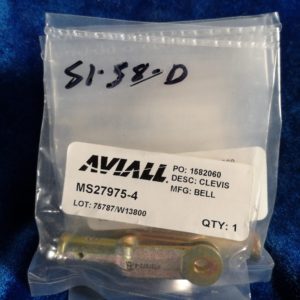 S1-58-D
AVIALL
PO: 1582060
DESC: CLEVIS
MFG: BELL
MS27975-4
LOT: 75787/W13800
QTY: 1